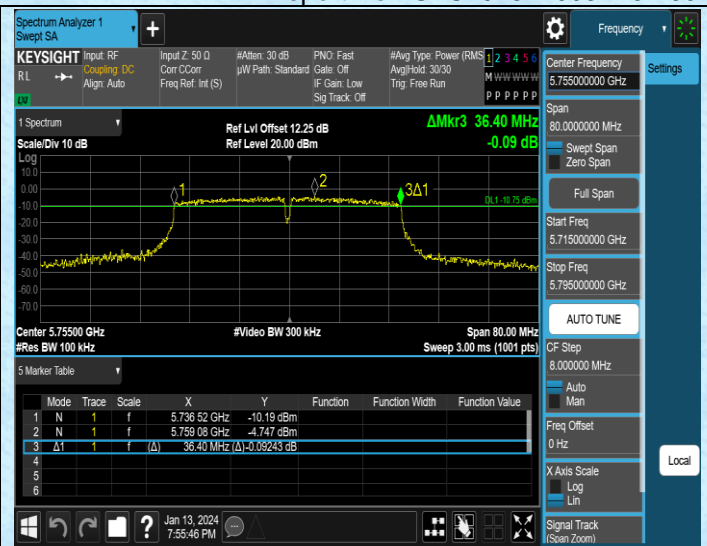 Spectrum Analyzer 1
Swept SA
+
Frequency
KEYSIGHT
RL
LXI
Input: RF
Coupling: DC
Align: Auto
Input Z: 50 Ω
Corr CCorr
Freq Ref: Int (S)
#Atten: 30 dB
µW Path: Standard
PNO: Fast
Gate: Off
IF Gain: Low
Sig Track: Off
#Avg Type: Power (RMS
Avg|Hold: 30/30
Trig: Free Run
1 2 3 4 5 6
M W W W W W
P P P P P P
1 Spectrum
Scale/Div 10 dB
Ref Lvl Offset 12.25 dB
Ref Level 20.00 dBm
ΔMkr3 36.40 MHz
-0.09 dB
Log
10.0
0.00
-10.0
-20.0
-30.0
-40.0
-50.0
-60.0
-70.0
1
2
3Δ1
DL1 -10.75 dBm
Center 5.75500 GHz
#Res BW 100 kHz
#Video BW 300 kHz
Span 80.00 MHz
Sweep 3.00 ms (1001 pts)
5 Marker Table
Mode Trace Scale X Y Function Function Width Function Value
1 N 1 f 5.736 52 GHz -10.19 dBm
2 N 1 f 5.759 08 GHz -4.747 dBm
3 Δ1 1 f (Δ) 36.40 MHz (Δ) -0.09243 dB
4
5
6
?
Jan 13, 2024
7:55:46 PM
Center Frequency
5.755000000 GHz
Span
80.0000000 MHz
Swept Span
Zero Span
Full Span
Start Freq
5.715000000 GHz
Stop Freq
5.795000000 GHz
AUTO TUNE
CF Step
8.000000 MHz
Auto
Man
Freq Offset
0 Hz
X Axis Scale
Log
Lin
Signal Track
(Span Zoom)
Settings
Local